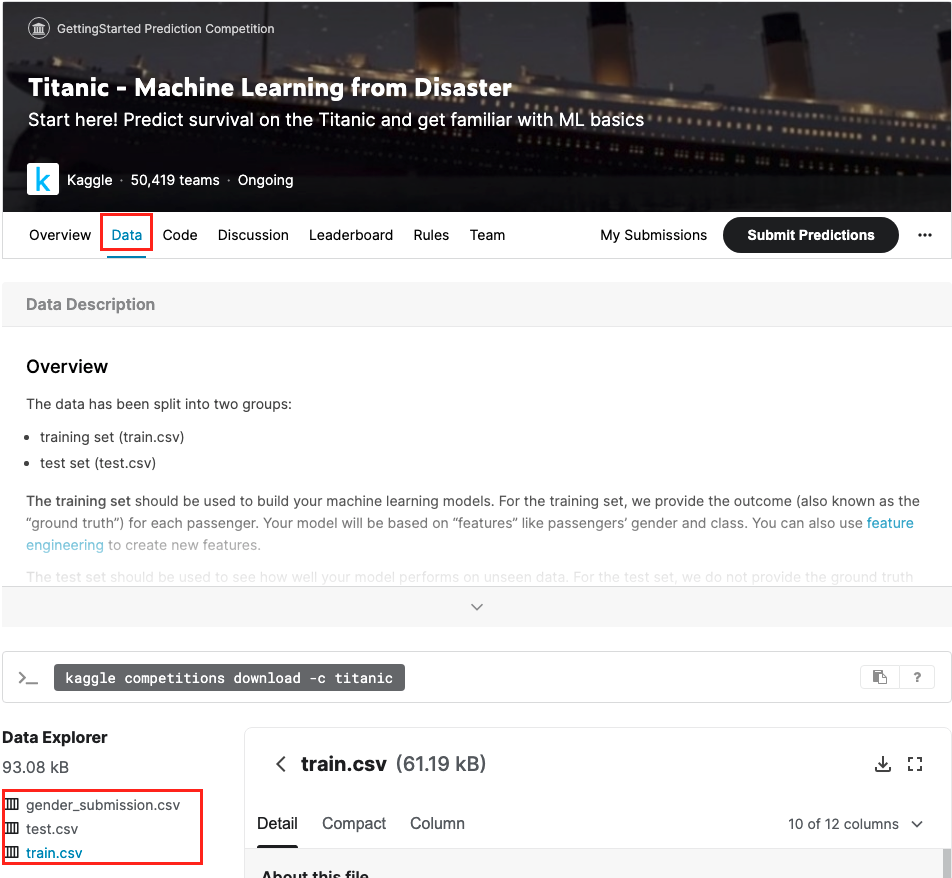 GettingStarted Prediction Competition
Titanic - Machine Learning from Disaster
Start here! Predict survival on the Titanic and get familiar with ML basics
k Kaggle · 50,419 teams · Ongoing
Overview Data Code Discussion Leaderboard Rules Team My Submissions Submit Predictions ···
Data Description
Overview
The data has been split into two groups:
• training set (train.csv)
• test set (test.csv)
The training set should be used to build your machine learning models. For the training set, we provide the outcome (also known as the
“ground truth”) for each passenger. Your model will be based on “features” like passengers’ gender and class. You can also use feature
engineering to create new features.
The test set should be used to see how well your model performs on unseen data. For the test set, we do not provide the ground truth
>_ kaggle competitions download -c titanic ?
Data Explorer
93.08 kB
gender_submission.csv
test.csv
train.csv
< train.csv (61.19 kB)
Detail Compact Column 10 of 12 columns
About this file